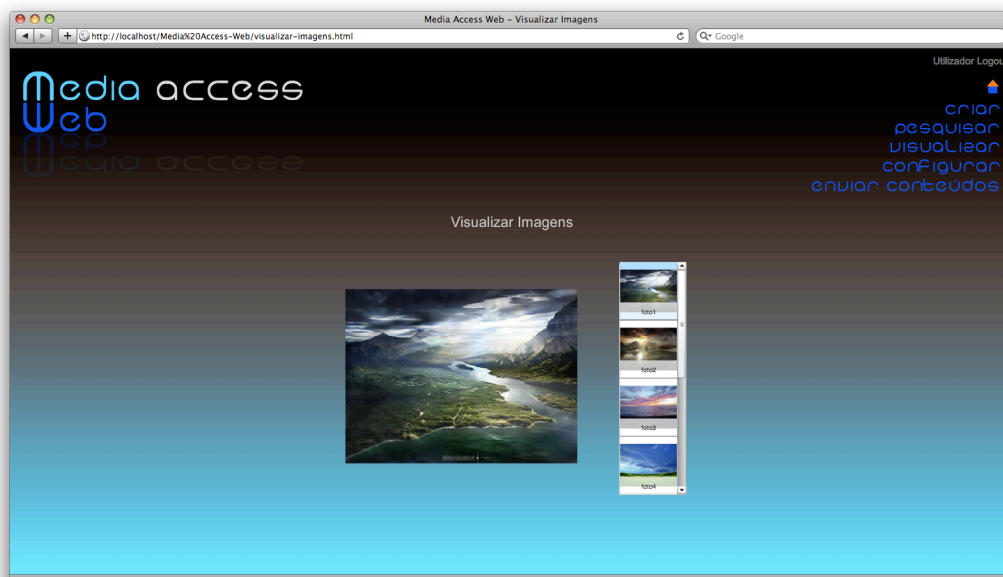 Media Access Web – Visualizar Imagens
http://localhost/Media%20Access-Web/visualizar-imagens.html
Google
Utilizador Logou
Media access
Web
criar
pesquisar
visualizar
configurar
enviar conteúdos
Visualizar Imagens
foto1
foto2
foto3
foto4